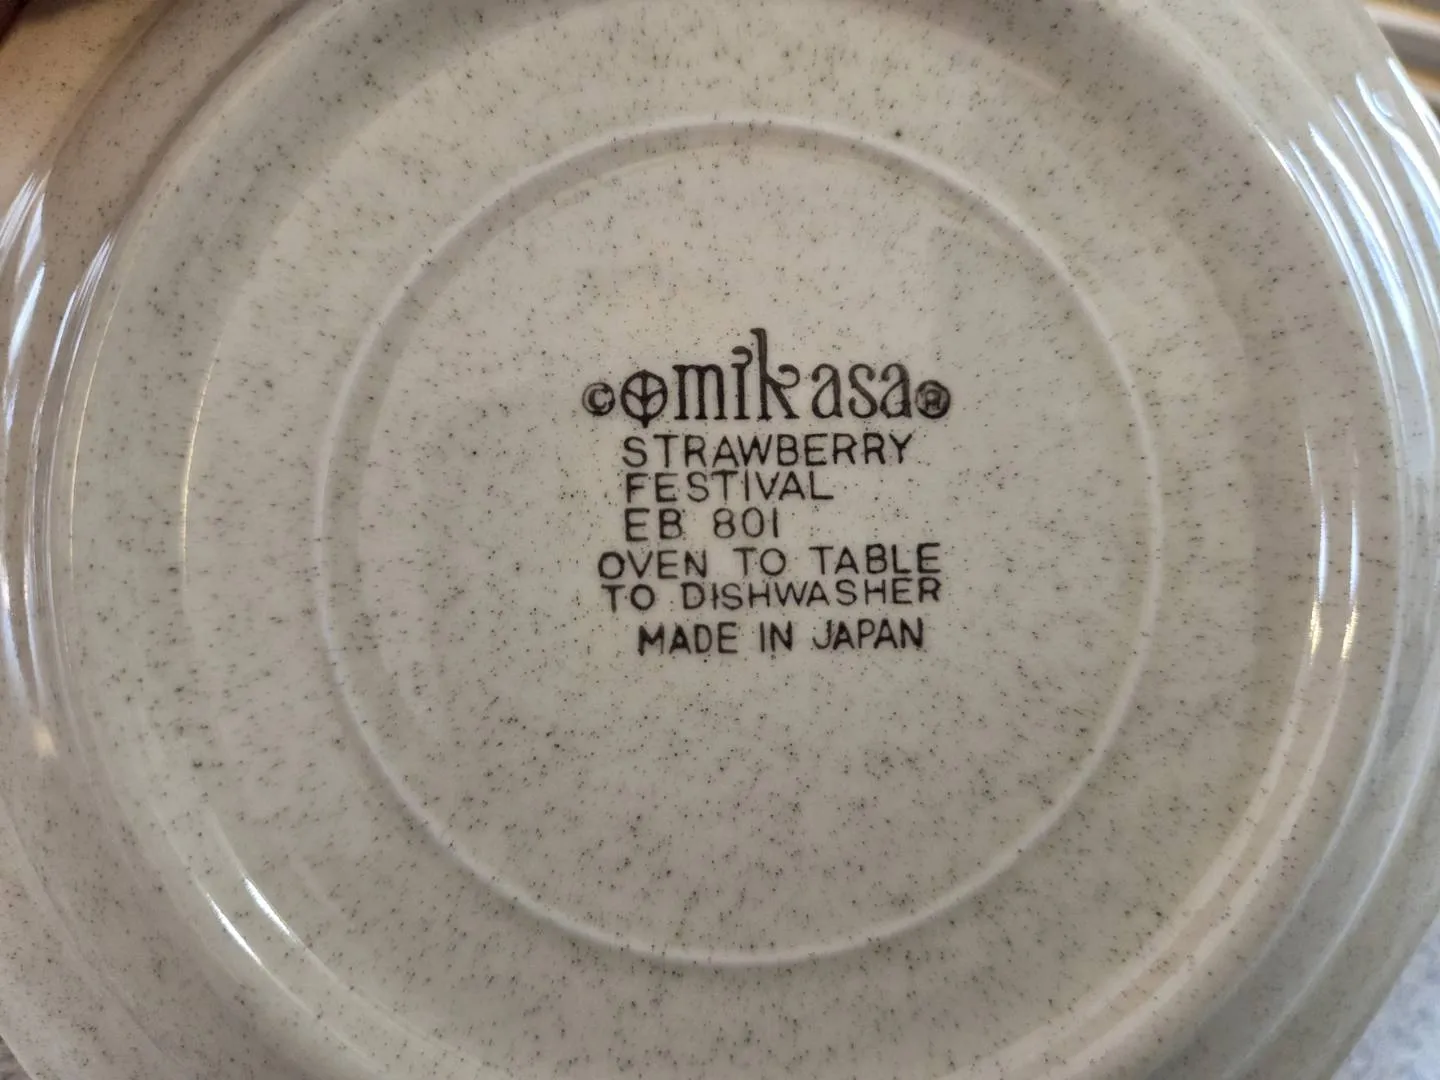 © mikasa ®
STRAWBERRY
FESTIVAL
EB 801
OVEN TO TABLE
TO DISHWASHER
MADE IN JAPAN